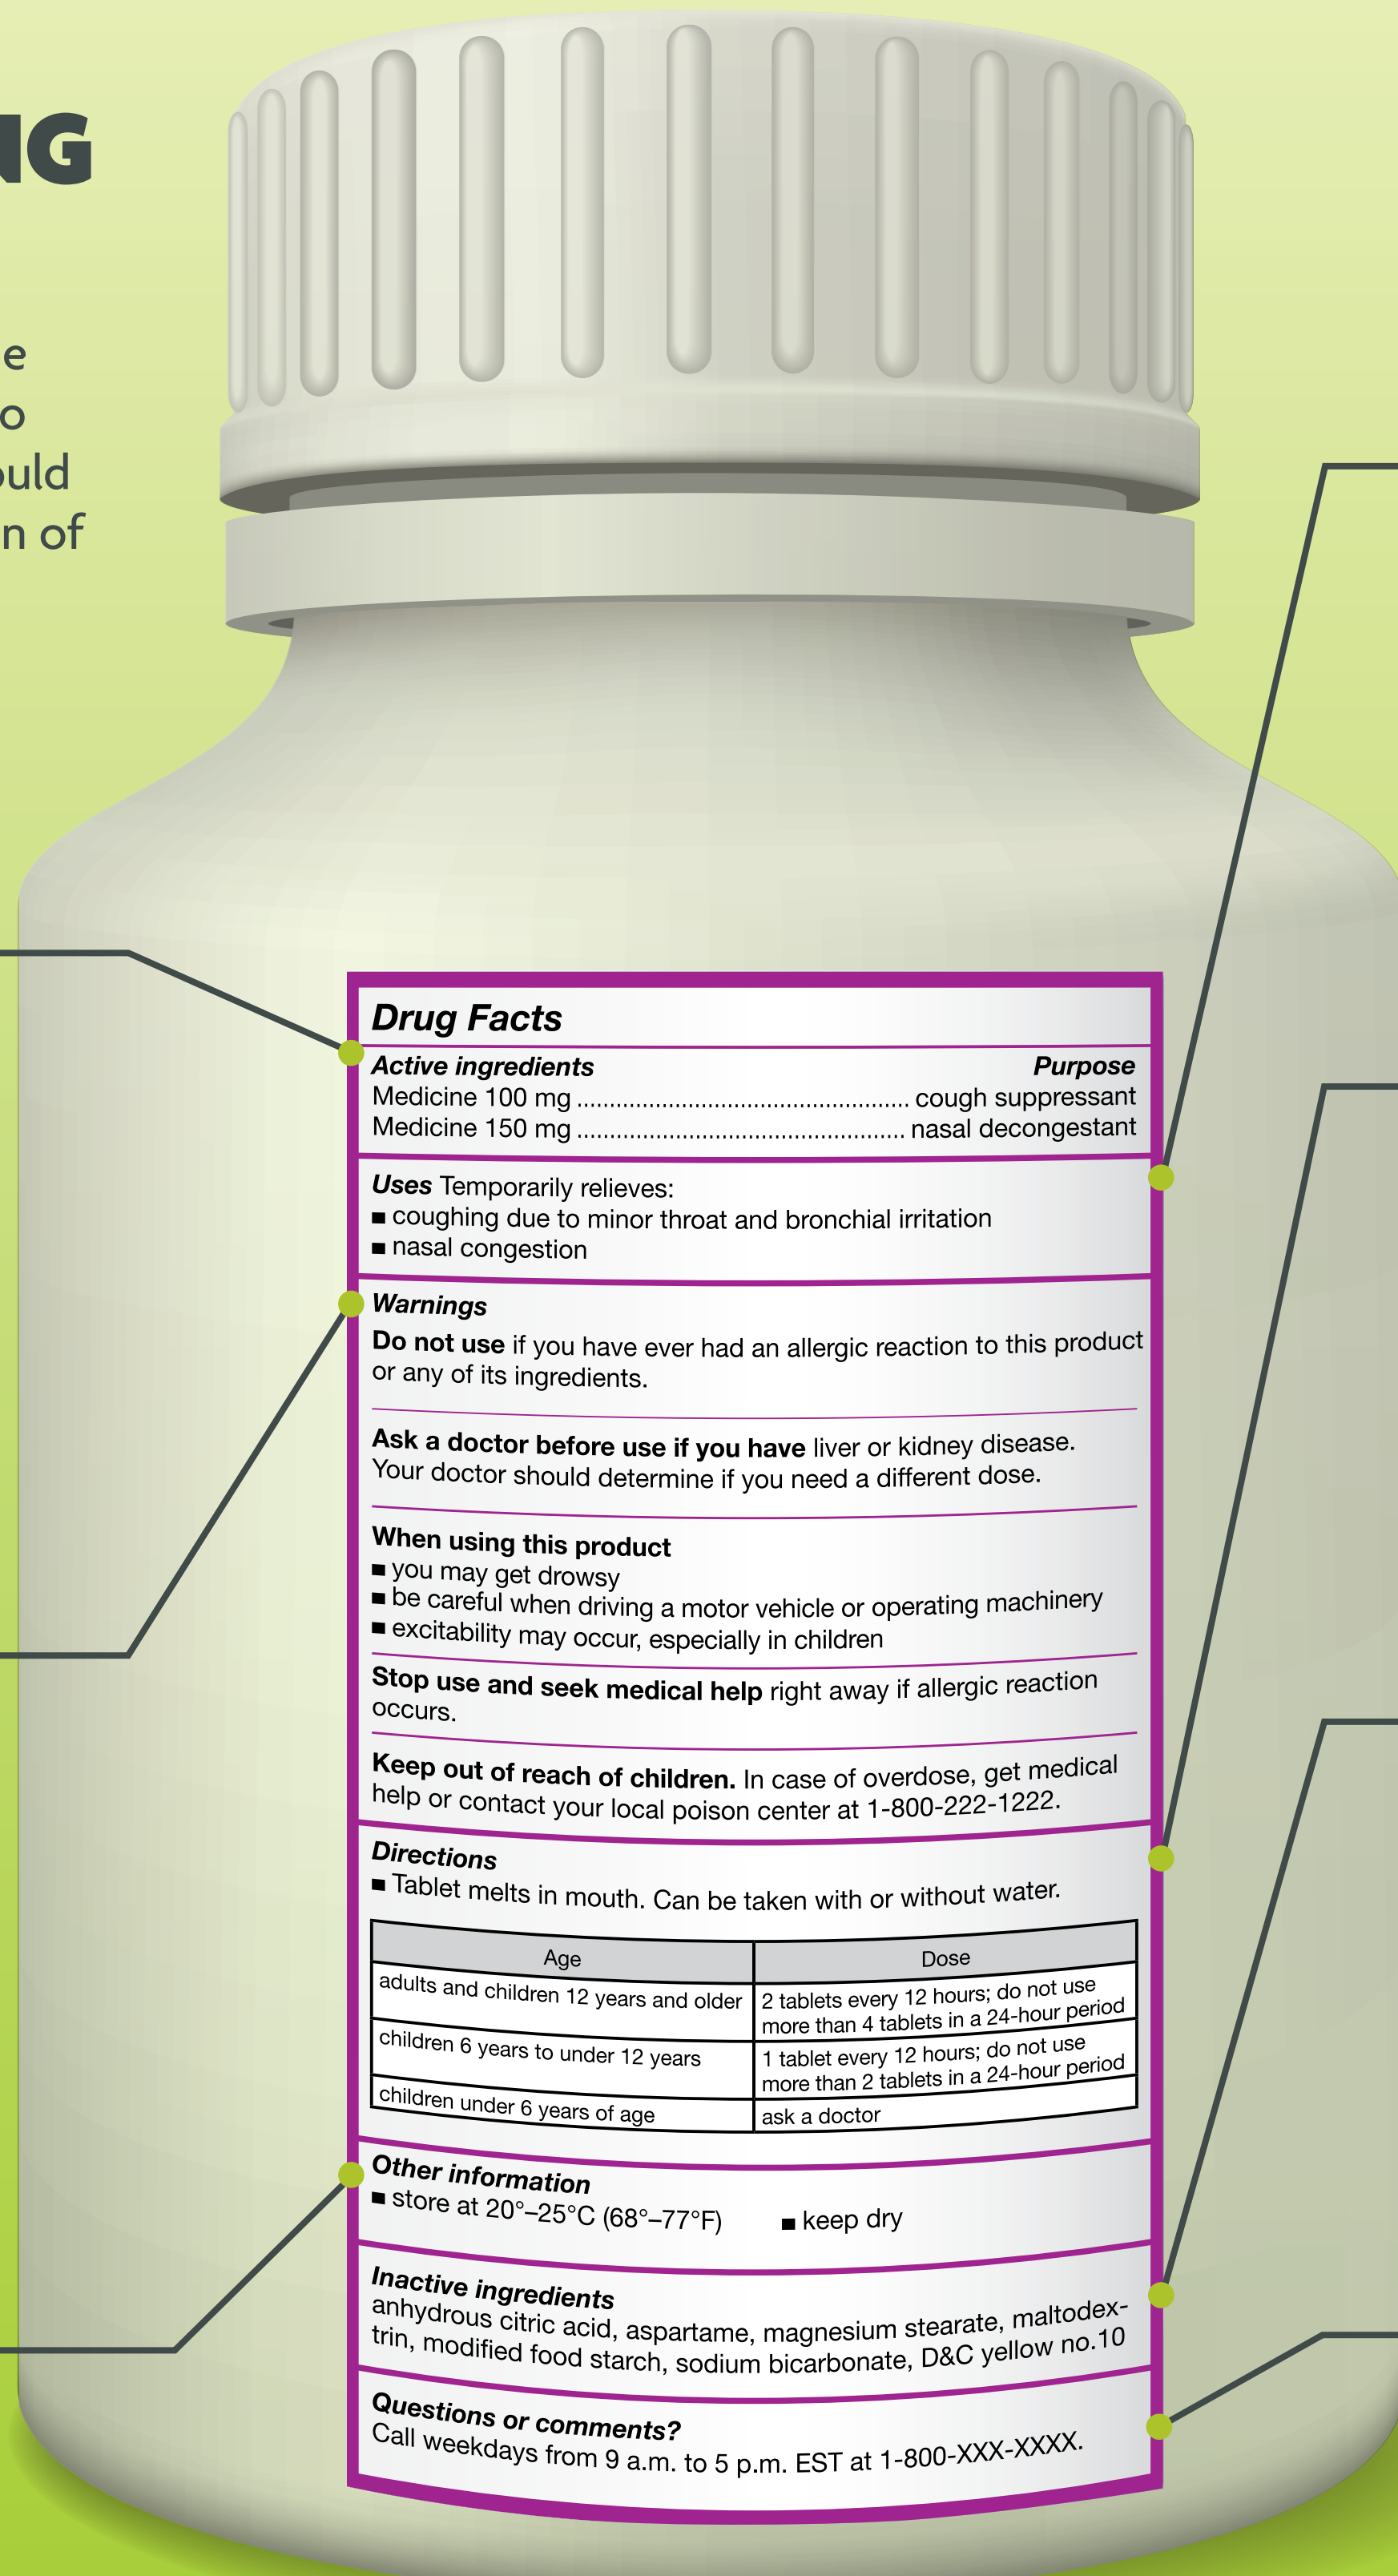 NG
e
o
ould
n of
Drug Facts
Active ingredients Purpose
Medicine 100 mg .................................................. cough suppressant
Medicine 150 mg .................................................. nasal decongestant
Uses Temporarily relieves:
■ coughing due to minor throat and bronchial irritation
■ nasal congestion
Warnings
Do not use if you have ever had an allergic reaction to this product
or any of its ingredients.
Ask a doctor before use if you have liver or kidney disease.
Your doctor should determine if you need a different dose.
When using this product
■ you may get drowsy
■ be careful when driving a motor vehicle or operating machinery
■ excitability may occur, especially in children
Stop use and seek medical help right away if allergic reaction
occurs.
Keep out of reach of children. In case of overdose, get medical
help or contact your local poison center at 1-800-222-1222.
Directions
■ Tablet melts in mouth. Can be taken with or without water.
Age Dose
adults and children 12 years and older 2 tablets every 12 hours; do not use
more than 4 tablets in a 24-hour period
children 6 years to under 12 years 1 tablet every 12 hours; do not use
more than 2 tablets in a 24-hour period
children under 6 years of age ask a doctor
Other information
■ store at 20°–25°C (68°–77°F) ■ keep dry
Inactive ingredients
anhydrous citric acid, aspartame, magnesium stearate, maltodex-
trin, modified food starch, sodium bicarbonate, D&C yellow no.10
Questions or comments?
Call weekdays from 9 a.m. to 5 p.m. EST at 1-800-XXX-XXXX.